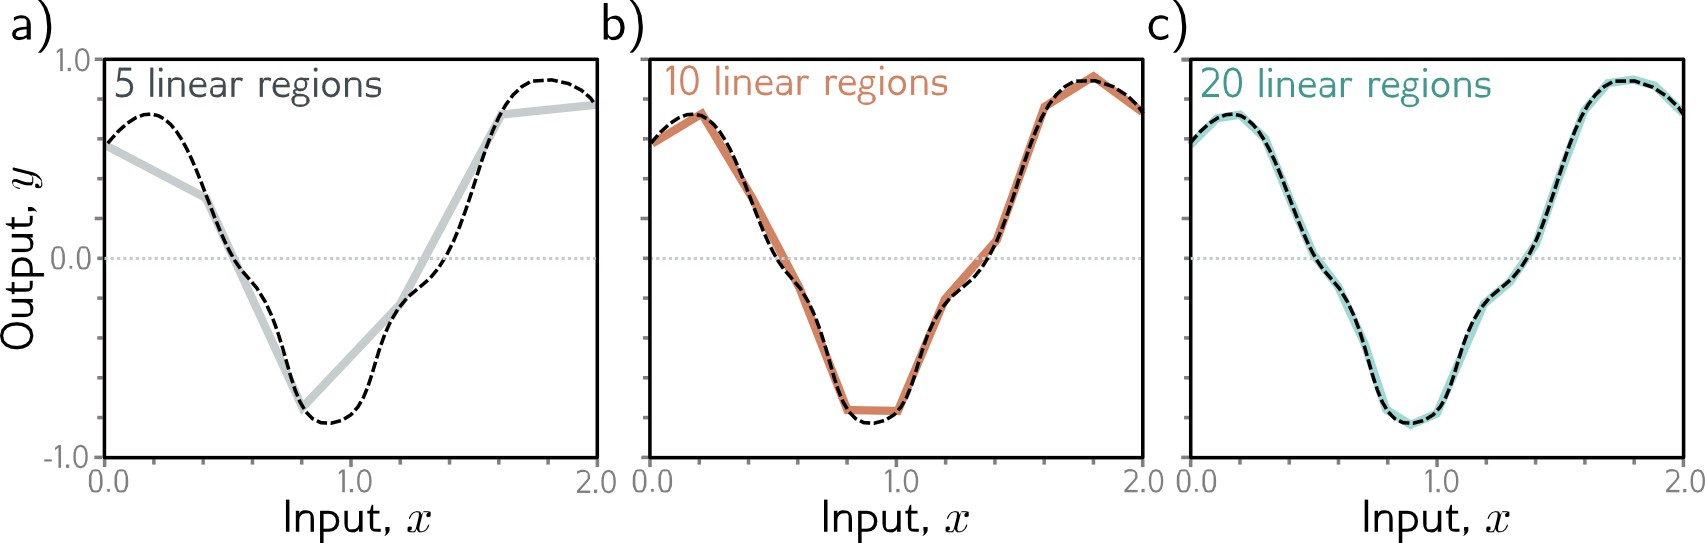 a)
5 linear regions
1.0
0.0
-1.0
Output, y
0.0 1.0 2.0
Input, x
b)
10 linear regions
0.0 1.0 2.0
Input, x
c)
20 linear regions
0.0 1.0 2.0
Input, x